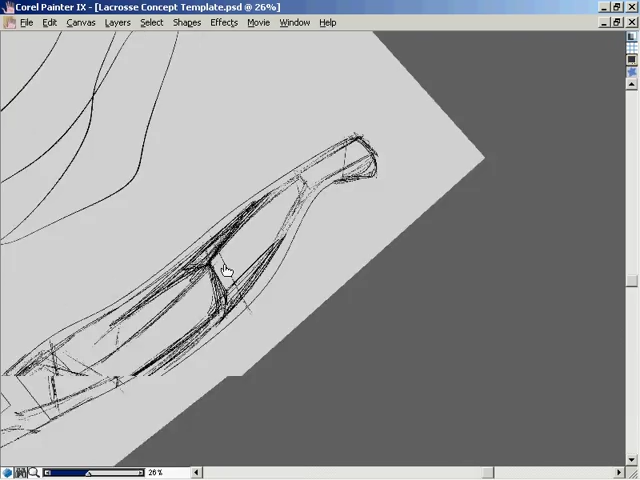 Corel Painter IX - [Lacrosse Concept Template.psd @ 26%]
File Edit Canvas Layers Select Shapes Effects Movie Window Help
26%